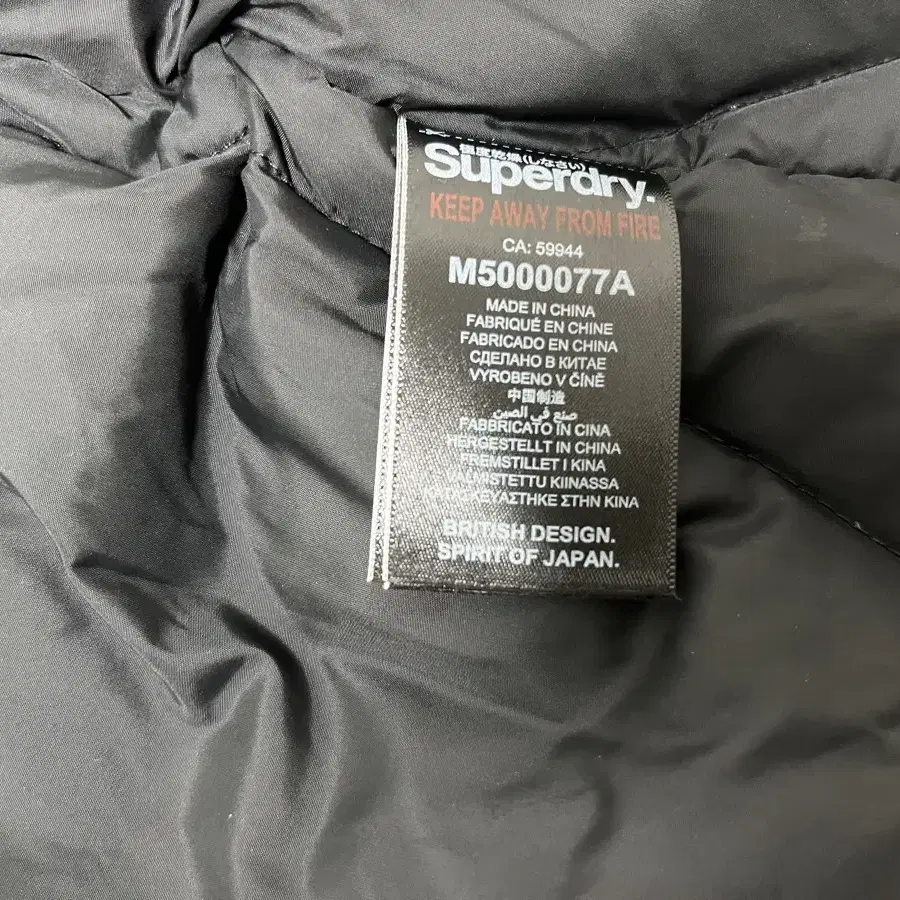 極度乾燥(しなさい)
Superdry.
KEEP AWAY FROM FIRE
CA: 59944
M5000077A
MADE IN CHINA
FABRIQUÉ EN CHINE
FABRICADO EN CHINA
СДЕЛАНО В КИТАЕ
VYROBENO V ČÍNĚ
中国制造
صنع في الصين
FABBRICATO IN CINA
HERGESTELLT IN CHINA
FREMSTILLET I KINA
VALMISTETTU KIINASSA
ΚΑΤΑΣΚΕΥΑΣΤΗΚΕ ΣΤΗΝ ΚΙΝΑ
BRITISH DESIGN.
SPIRIT OF JAPAN.